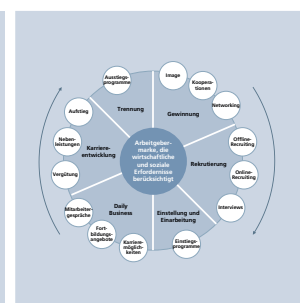 Ausstiegs-
programme
Image
Koopera-
tionen
Networking
Aufstieg
Trennung
Gewinnung
Neben-
leistungen
Karriere-
entwicklung
Arbeitgeber-
marke, die
wirtschaftliche
und soziale
Erfordernisse
berücksichtigt
Rekrutierung
Offline-
Recruiting
Online-
Recruiting
Vergütung
Mitarbeiter-
gespräche
Daily
Business
Einstellung und
Einarbeitung
Interviews
Fort-
bildungs-
angebote
Karriere-
möglich-
keiten
Einstiegs-
programme